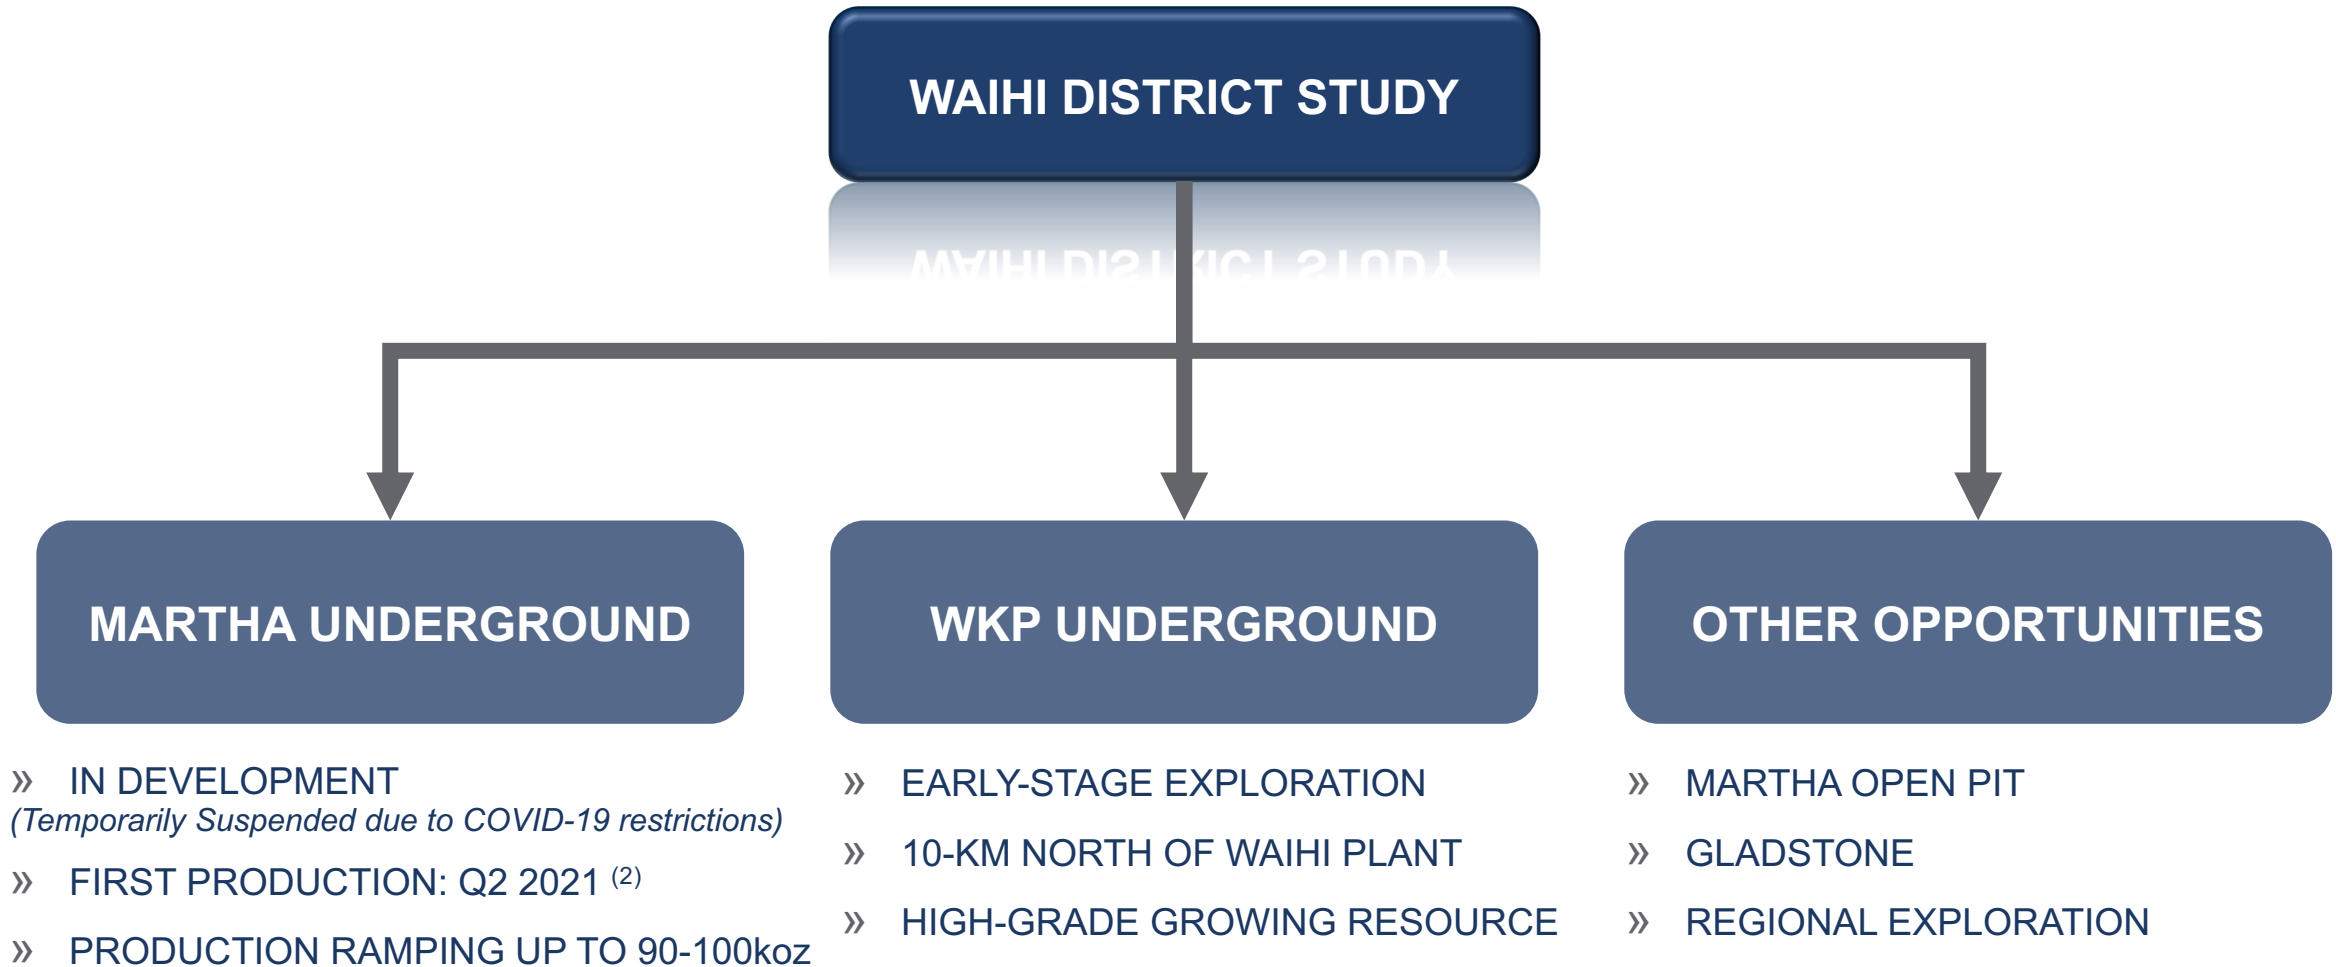 WAIHI DISTRICT STUDY
MARTHA UNDERGROUND
» IN DEVELOPMENT
(Temporarily Suspended due to COVID-19 restrictions)
» FIRST PRODUCTION: Q2 2021 (2)
» PRODUCTION RAMPING UP TO 90-100koz
WKP UNDERGROUND
» EARLY-STAGE EXPLORATION
» 10-KM NORTH OF WAIHI PLANT
» HIGH-GRADE GROWING RESOURCE
OTHER OPPORTUNITIES
» MARTHA OPEN PIT
» GLADSTONE
» REGIONAL EXPLORATION